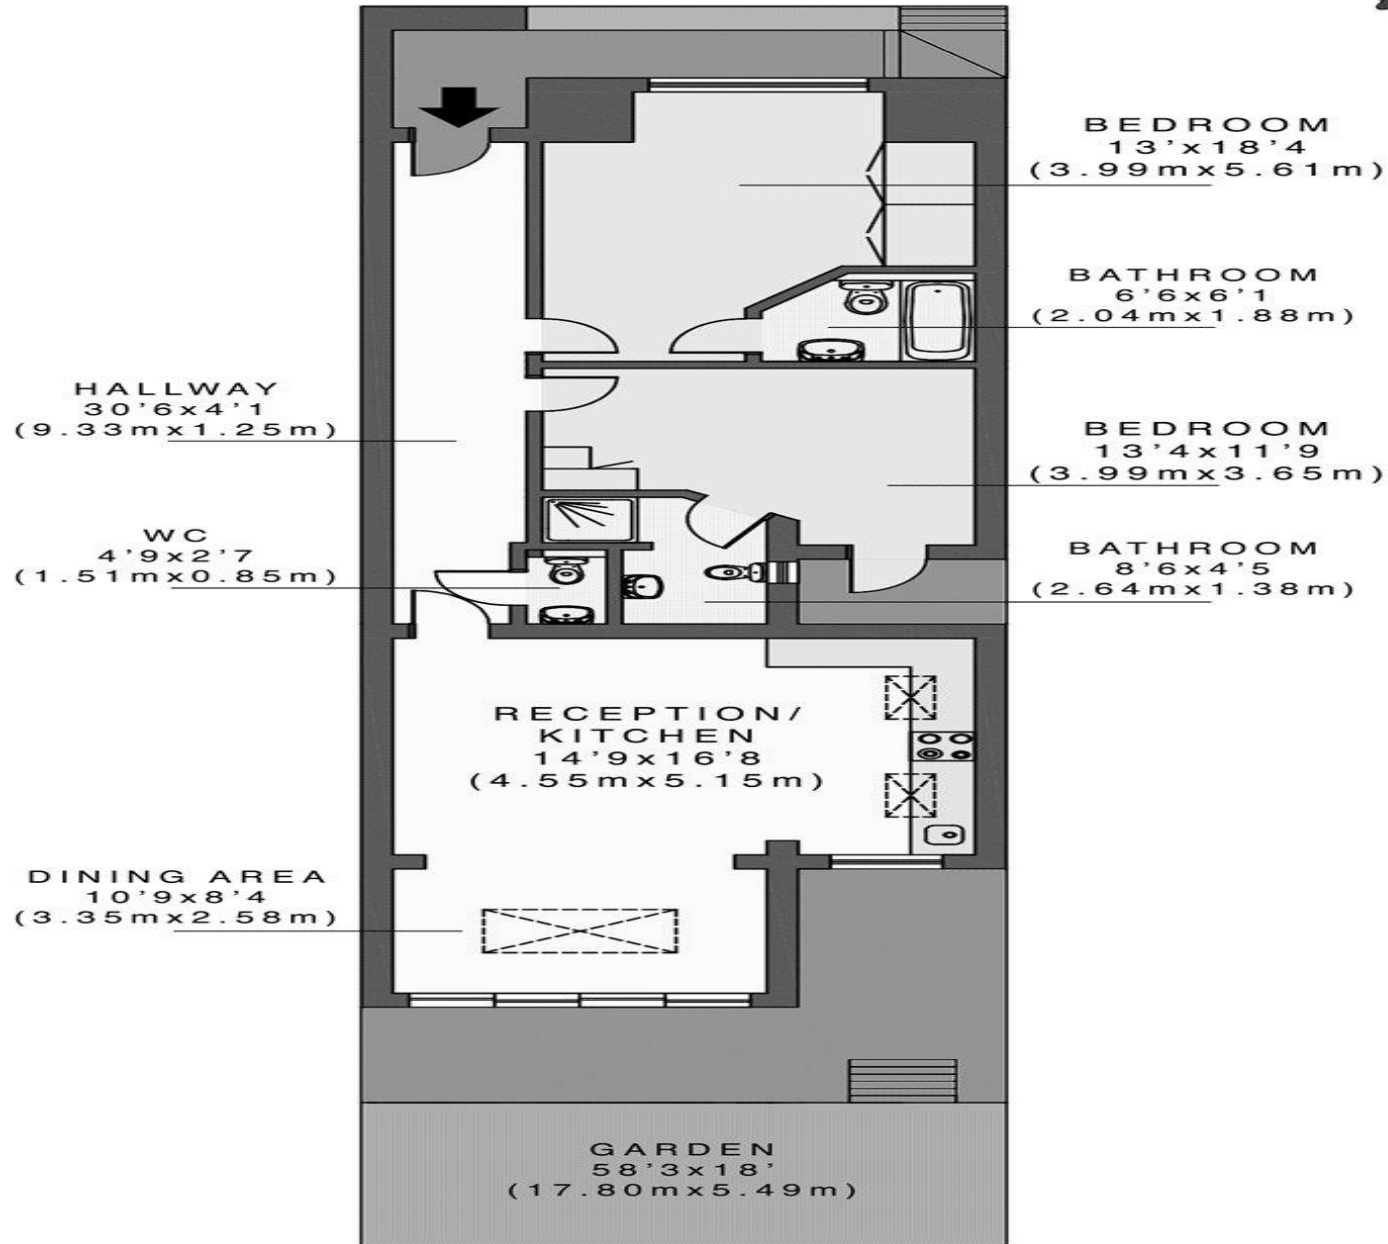 BEDROOM
13'x18'4
(3.99mx5.61m)
BATHROOM
6'6x6'1
(2.04mx1.88m)
HALLWAY
30'6x4'1
(9.33mx1.25m)
BEDROOM
13'4x11'9
(3.99mx3.65m)
WC
4'9x2'7
(1.51mx0.85m)
BATHROOM
8'6x4'5
(2.64mx1.38m)
RECEPTION/
KITCHEN
14'9x16'8
(4.55mx5.15m)
DINING AREA
10'9x8'4
(3.35mx2.58m)
GARDEN
58'3x18'
(17.80mx5.49m)